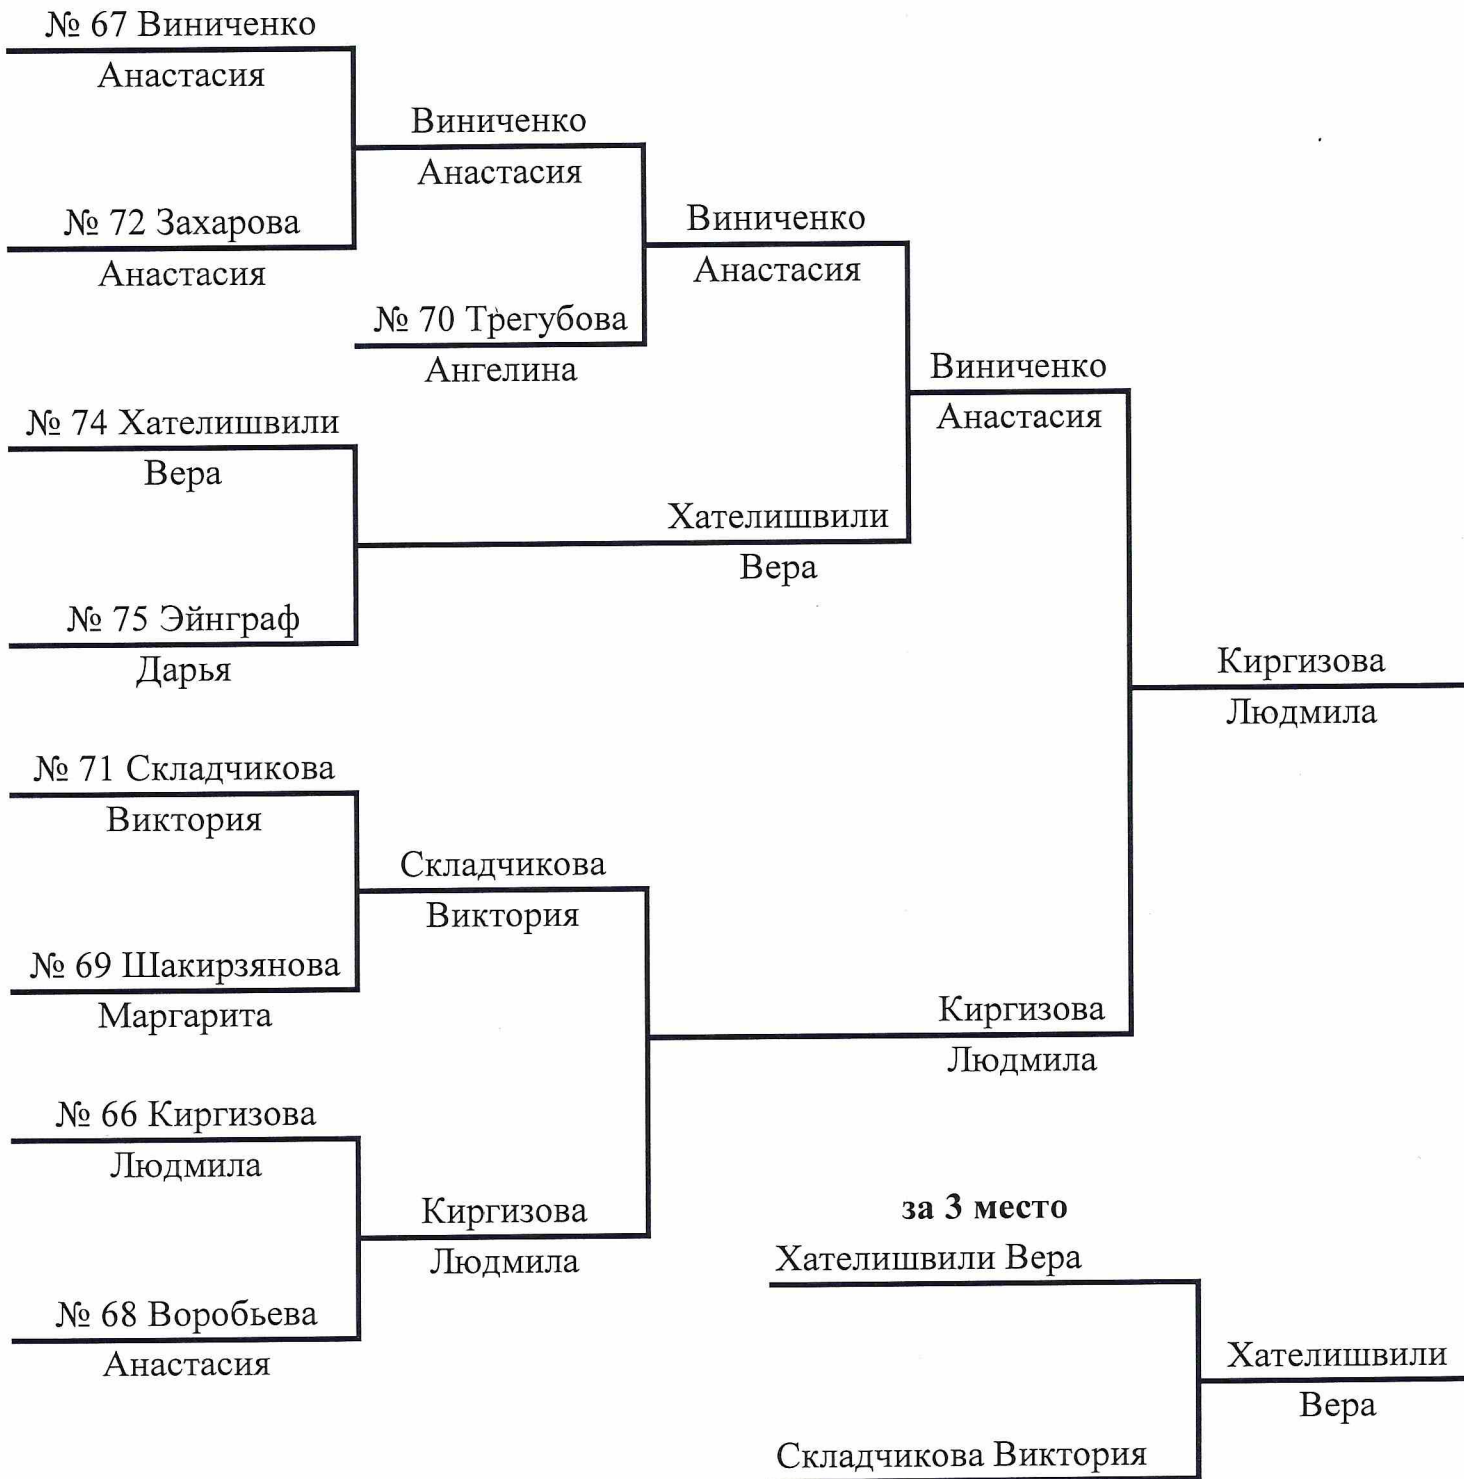 № 67 Виниченко
Анастасия
Виниченко
Анастасия
№ 72 Захарова
Анастасия
Виниченко
Анастасия
№ 70 Трегубова
Ангелина
Виниченко
Анастасия
№ 74 Хателишвили
Вера
Хателишвили
Вера
№ 75 Эйнграф
Дарья
Киргизова
Людмила
№ 71 Складчикова
Виктория
Складчикова
Виктория
№ 69 Шакирзянова
Маргарита
Киргизова
Людмила
№ 66 Киргизова
Людмила
Киргизова
Людмила
№ 68 Воробьева
Анастасия
за 3 место
Хателишвили Вера
Хателишвили
Вера
Складчикова Виктория